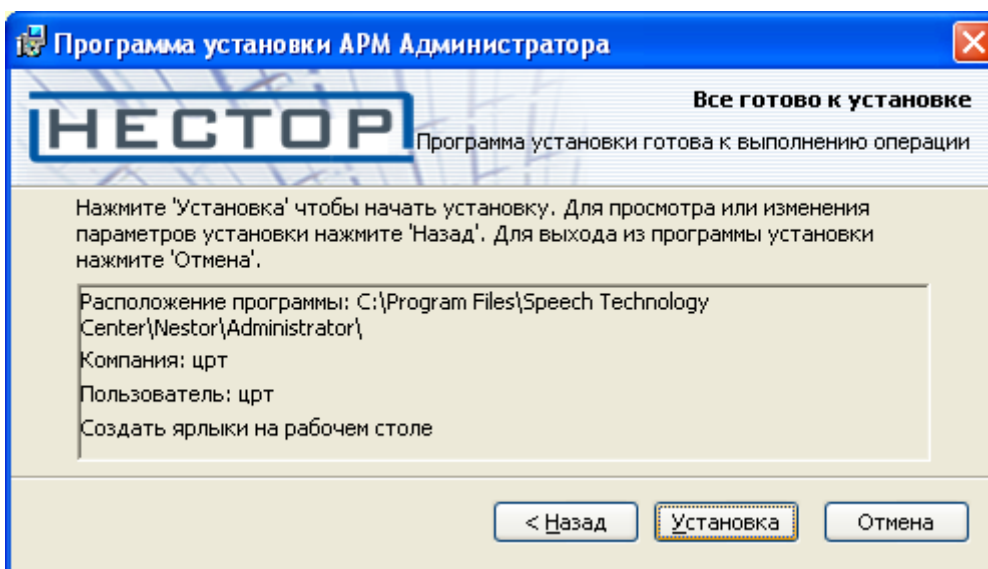 Программа установки АРМ Администратора
НЕСТОР
Все готово к установке
Программа установки готова к выполнению операции
Нажмите 'Установка' чтобы начать установку. Для просмотра или изменения
параметров установки нажмите 'Назад'. Для выхода из программы установки
нажмите 'Отмена'.
Расположение программы: C:\Program Files\Speech Technology
Center\Nestor\Administrator\
Компания: црт
Пользователь: црт
Создать ярлыки на рабочем столе
< Назад
Установка
Отмена